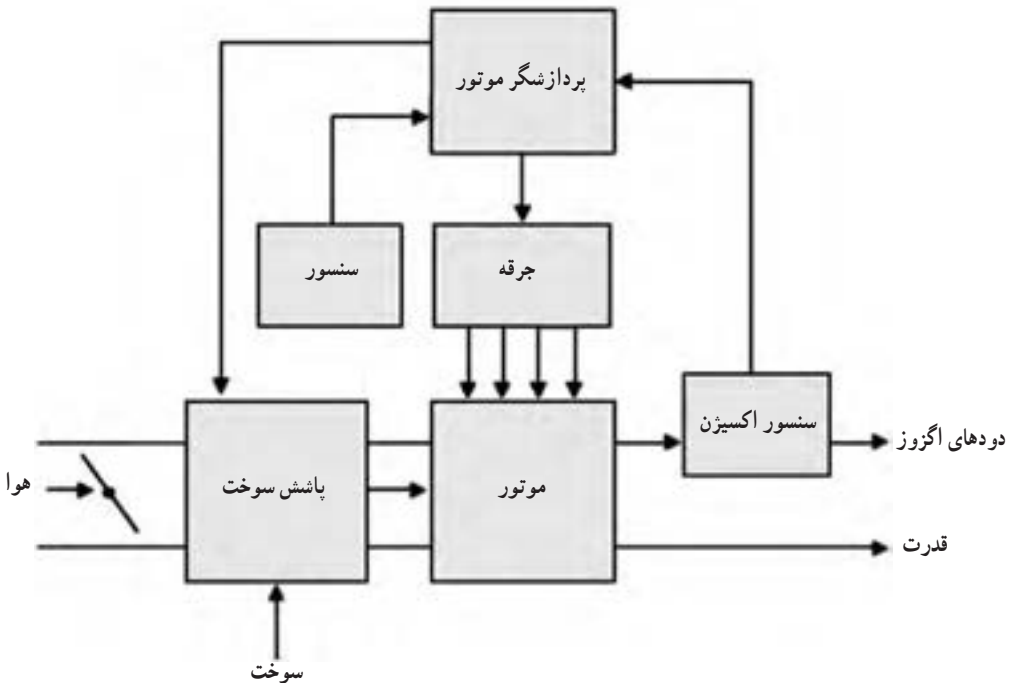 پردازشگر موتور
سنسور
جرقه
سنسور اکسیژن
دودهای اگزوز
هوا
پاشش سوخت
موتور
قدرت
سوخت